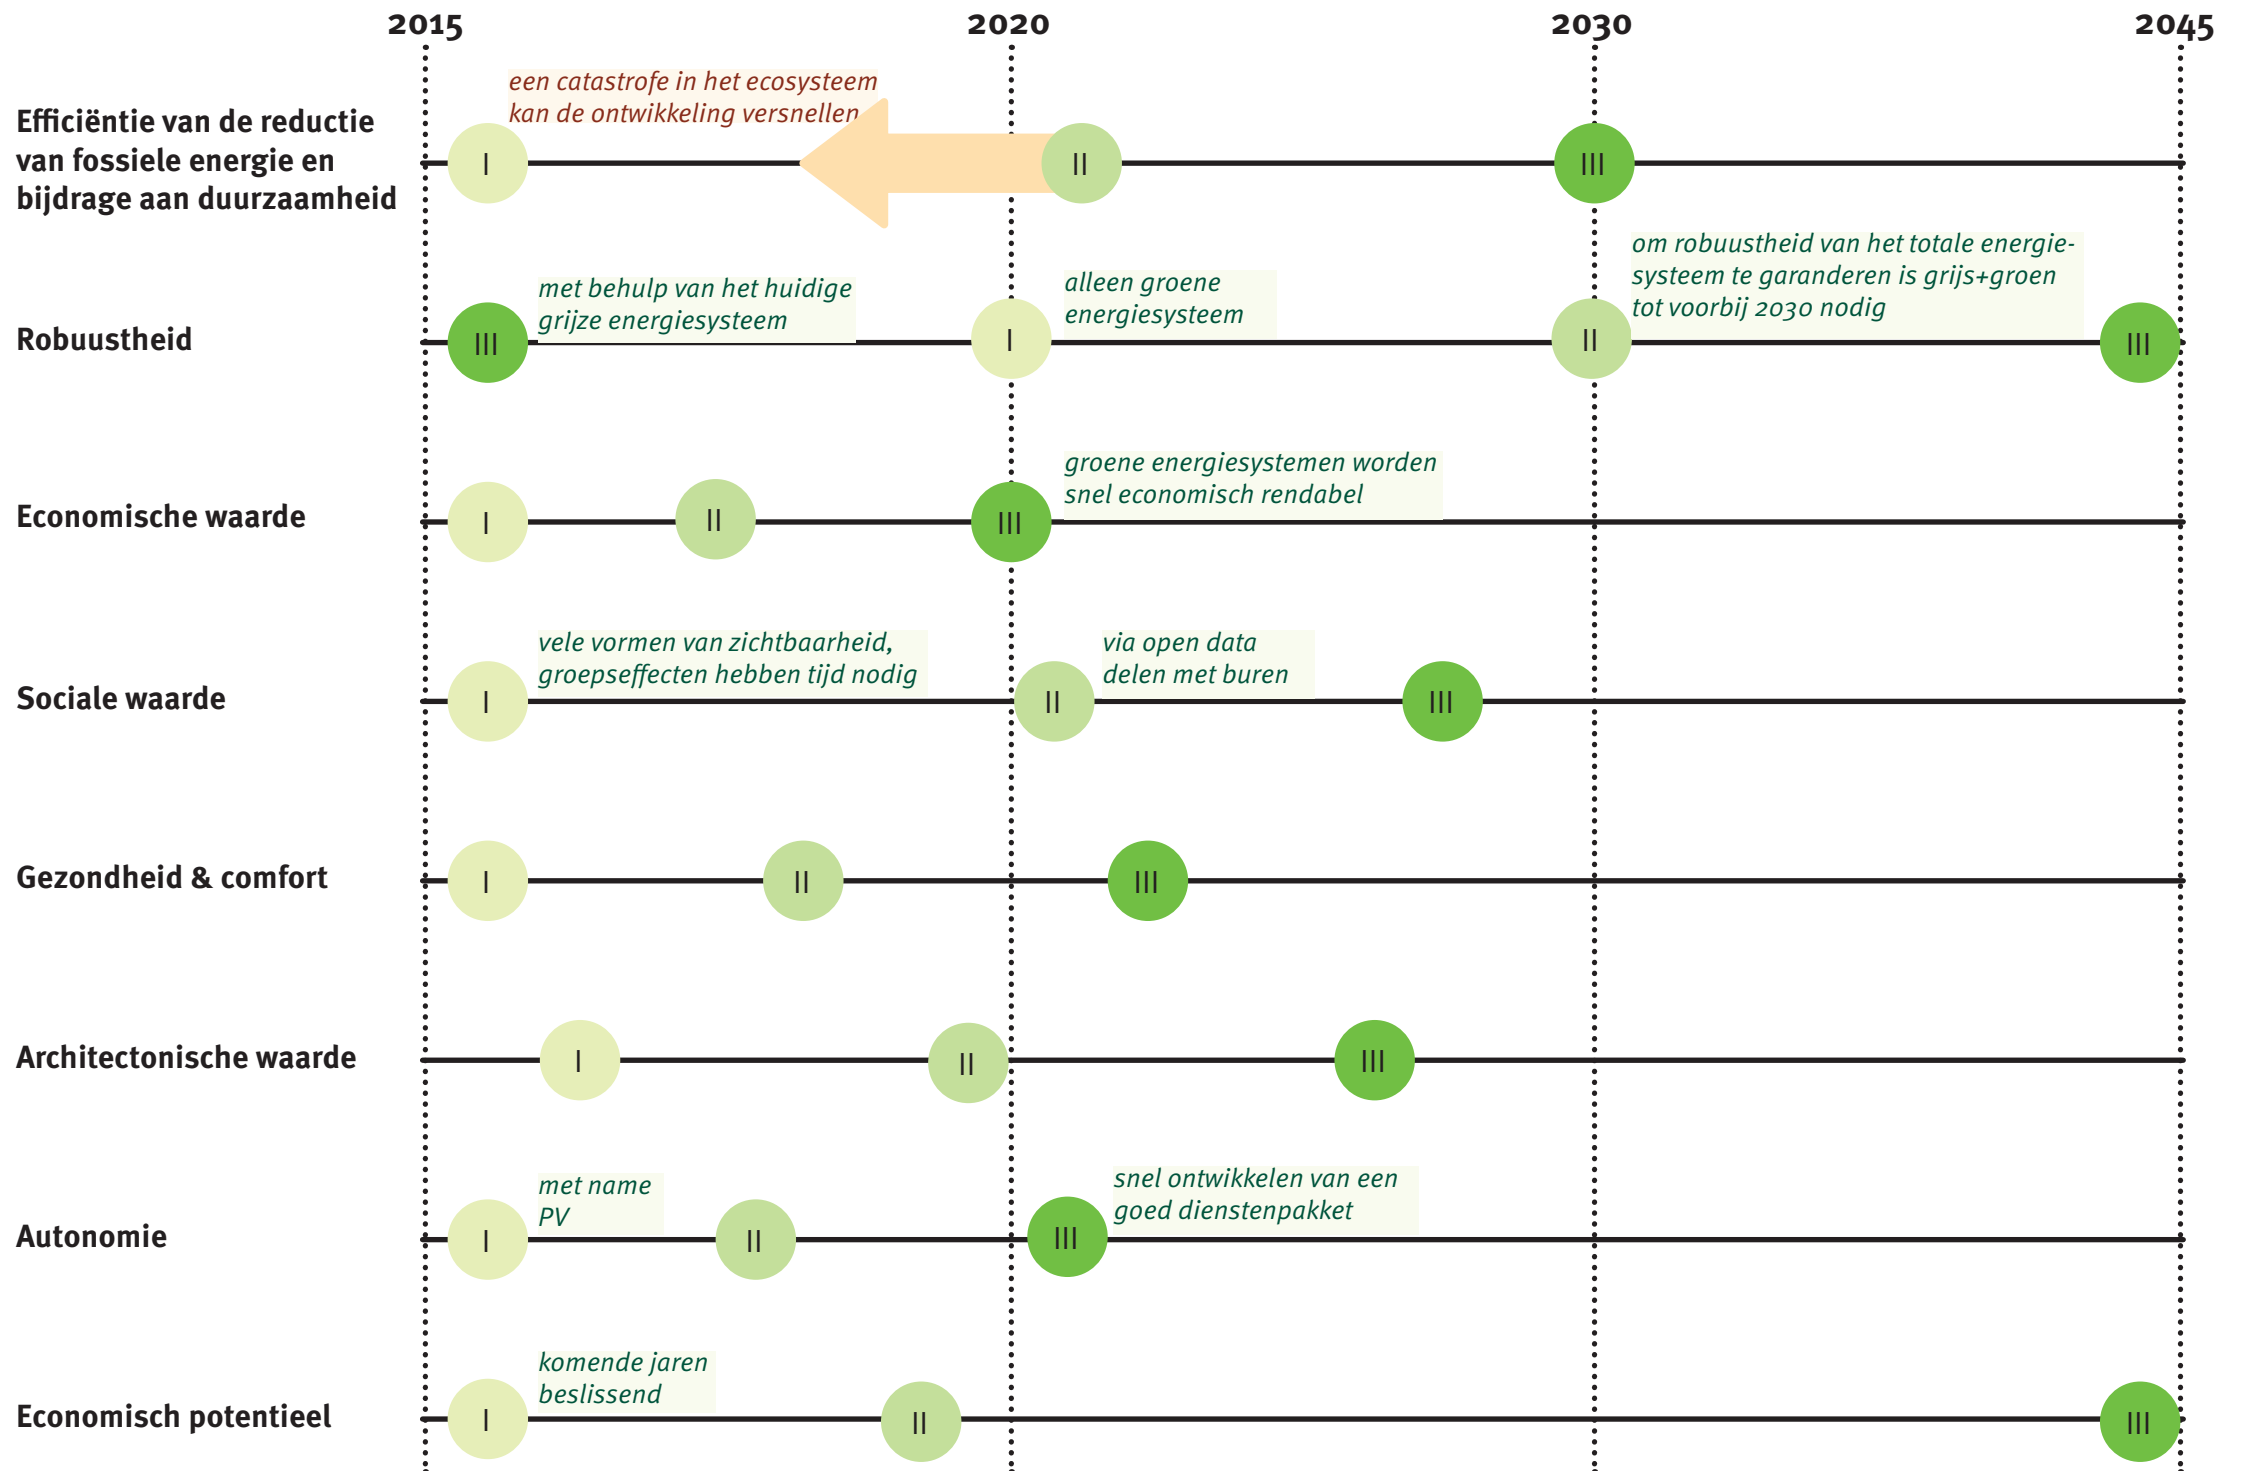 2015 2020 2030 2045
een catastrofe in het ecosysteem
kan de ontwikkeling versnellen
Efficiëntie van de reductie
van fossiele energie en
bijdrage aan duurzaamheid
I II III
Robuustheid
III
met behulp van het huidige
grijze energiesysteem
I
alleen groene
energiesysteem
II
om robuustheid van het totale energie-
systeem te garanderen is grijs+groen
tot voorbij 2030 nodig
III
Economische waarde
I II III
groene energiesystemen worden
snel economisch rendabel
Sociale waarde
I
vele vormen van zichtbaarheid,
groepseffecten hebben tijd nodig
II
via open data
delen met buren
III
Gezondheid & comfort
I II III
Architectonische waarde
I II III
Autonomie
I
met name
PV
II III
snel ontwikkelen van een
goed dienstenpakket
Economisch potentieel
I
komende jaren
beslissend
II III